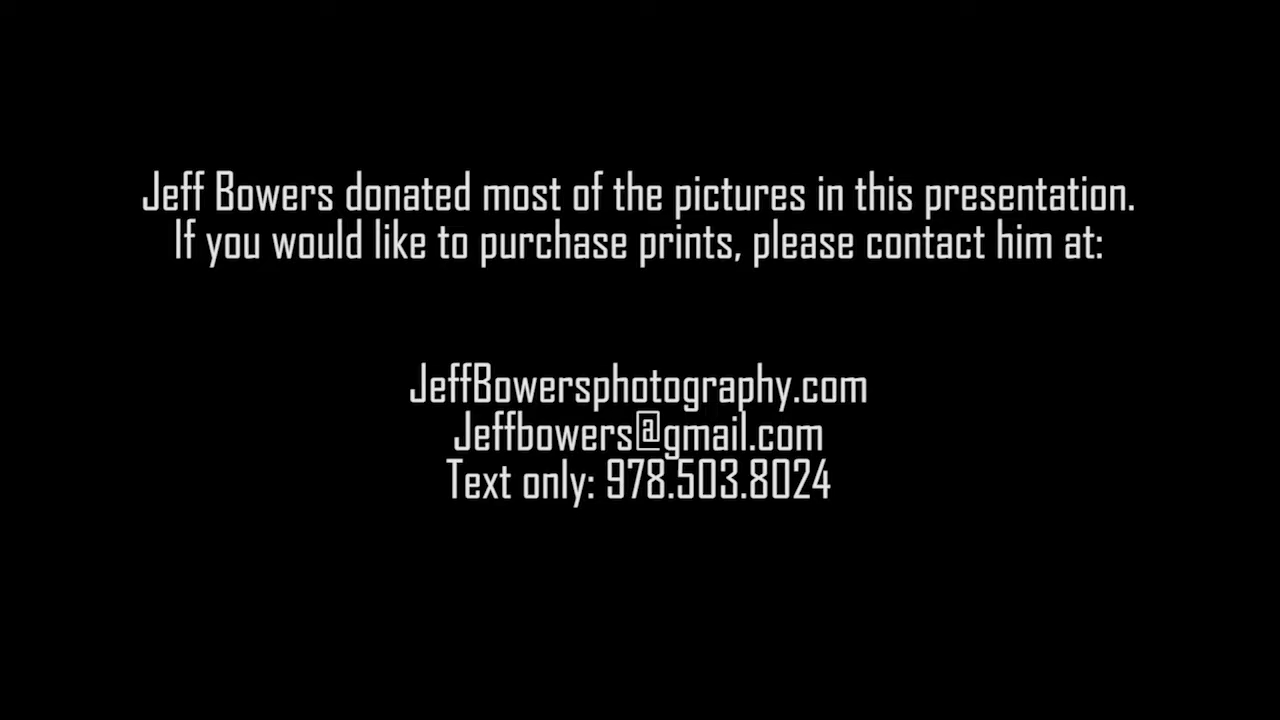 Jeff Bowers donated most of the pictures in this presentation.
If you would like to purchase prints, please contact him at:
JeffBowersphotography.com
Jeffbowers@gmail.com
Text only: 978.503.8024